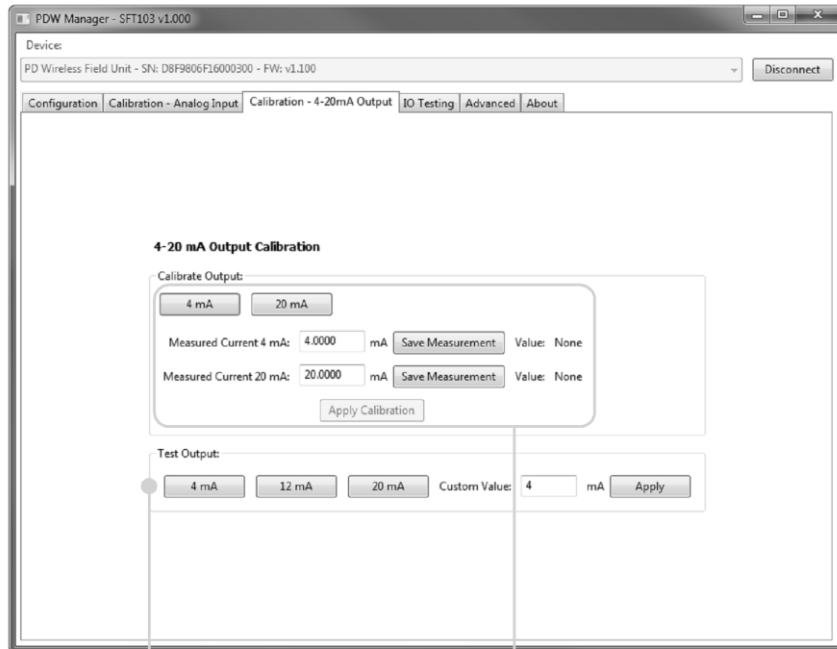 PDW Manager - SFT103 v1.000
Device:
PD Wireless Field Unit - SN: D8F9806F16000300 - FW: v1.100
Disconnect
Configuration Calibration - Analog Input Calibration - 4-20mA Output IO Testing Advanced About
4-20 mA Output Calibration
Calibrate Output:
4 mA 20 mA
Measured Current 4 mA: 4.0000 mA Save Measurement Value: None
Measured Current 20 mA: 20.0000 mA Save Measurement Value: None
Apply Calibration
Test Output:
4 mA 12 mA 20 mA Custom Value: 4 mA Apply